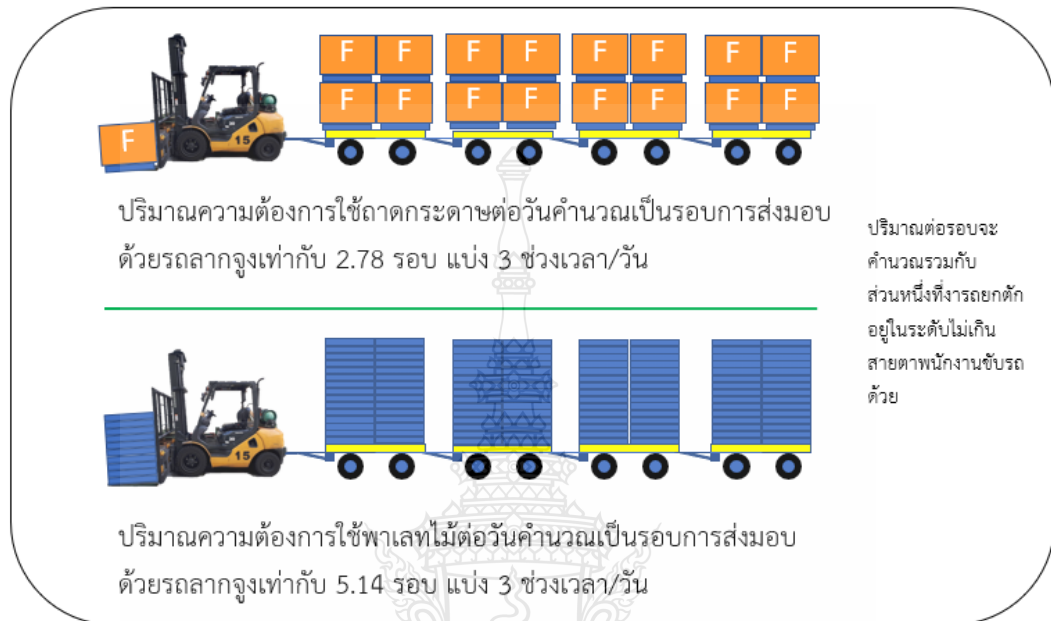 F F F F F F F F
F F F F F F F F F
15
ปริมาณความต้องการใช้ถาดกระดาษต่อวันคำนวณเป็นรอบการส่งมอบ
ด้วยรถลากจูงเท่ากับ 2.78 รอบ แบ่ง 3 ช่วงเวลา/วัน
ปริมาณต่อรอบจะ
คำนวณรวมกับ
ส่วนหนึ่งที่งารถยกตัก
อยู่ในระดับไม่เกิน
สายตาพนักงานขับรถ
ด้วย
15
ปริมาณความต้องการใช้พาเลทไม้ต่อวันคำนวณเป็นรอบการส่งมอบ
ด้วยรถลากจูงเท่ากับ 5.14 รอบ แบ่ง 3 ช่วงเวลา/วัน